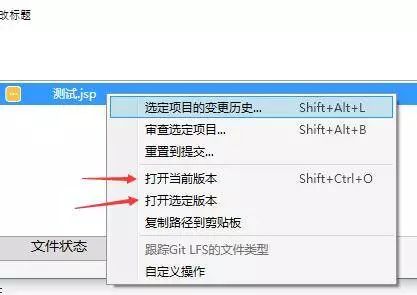 改标题
测试.jsp
选定项目的变更历史... Shift+Alt+L
审查选定项目... Shift+Alt+B
重置到提交...
打开当前版本 Shift+Ctrl+O
打开选定版本
复制路径到剪贴板
文件状态
跟踪Git LFS的文件类型
自定义操作